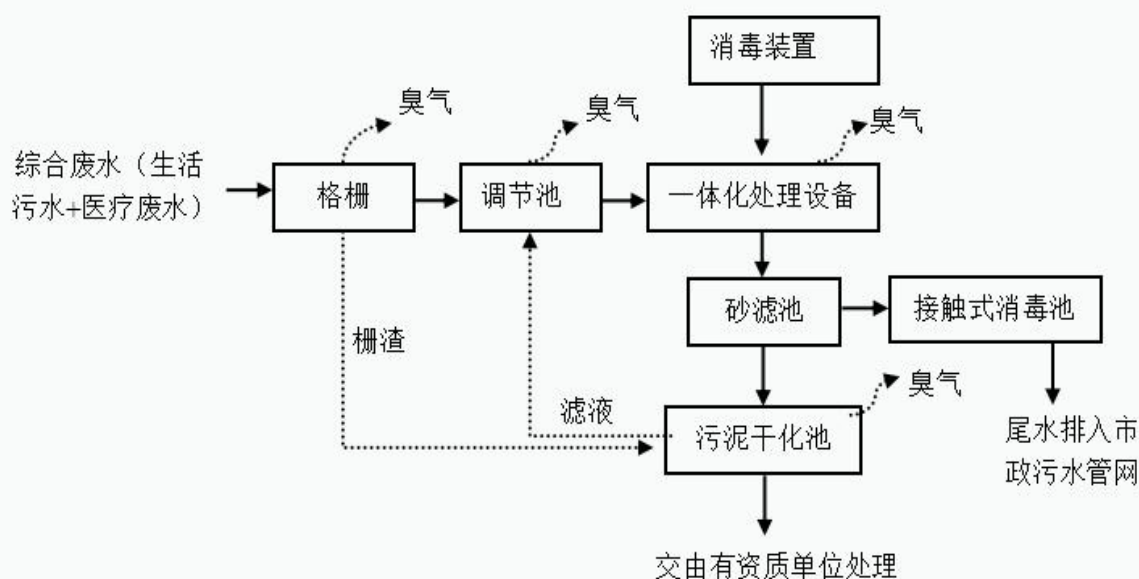 消毒装置
臭气
臭气
臭气
综合废水（生活
污水+医疗废水）
格栅
调节池
一体化处理设备
砂滤池
接触式消毒池
栅渣
臭气
滤液
污泥干化池
尾水排入市
政污水管网
交由有资质单位处理